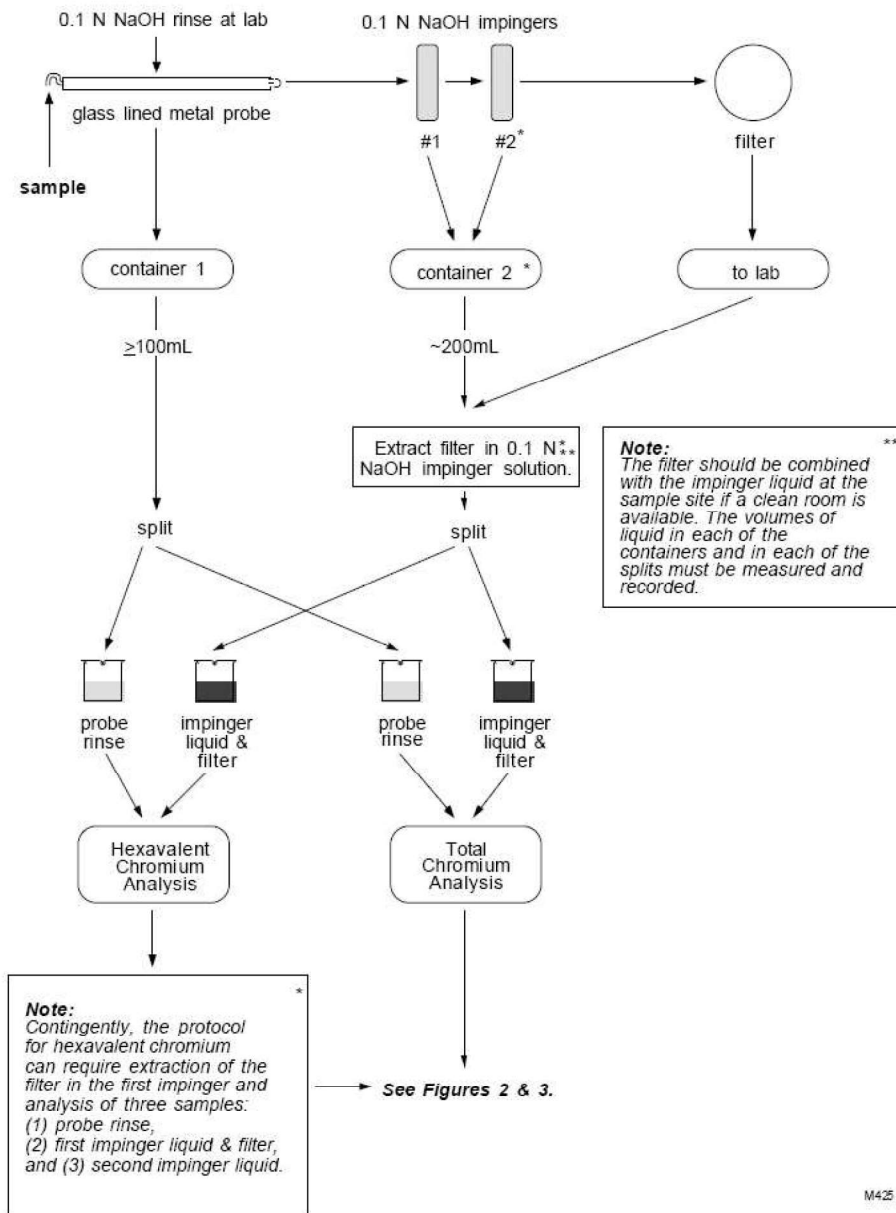 0.1 N NaOH rinse at lab
0.1 N NaOH impingers
glass lined metal probe
#1
#2*
filter
sample
container 1
container 2 *
to lab
≥100mL
~200mL
Extract filter in 0.1 N***
NaOH impinger solution.
**
Note:
The filter should be combined
with the impinger liquid at the
sample site if a clean room is
available. The volumes of
liquid in each of the
containers and in each of the
splits must be measured and
recorded.
split
split
probe
rinse
impinger
liquid &
filter
probe
rinse
impinger
liquid &
filter
Hexavalent
Chromium
Analysis
Total
Chromium
Analysis
*
Note:
Contingently, the protocol
for hexavalent chromium
can require extraction of the
filter in the first impinger and
analysis of three samples:
(1) probe rinse,
(2) first impinger liquid & filter,
and (3) second impinger liquid.
See Figures 2 & 3.
M425